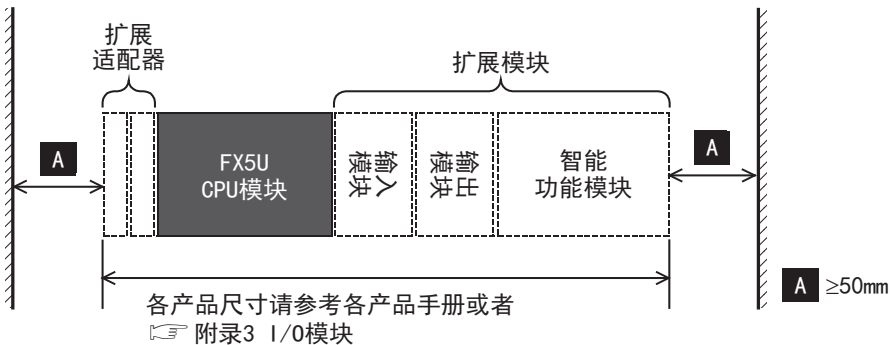 扩展
适配器
扩展模块
A
FX5U
CPU模块
输入
模块
输出
模块
智能
功能模块
A
各产品尺寸请参考各产品手册或者
☞ 附录3 I/O模块
A ≥50mm